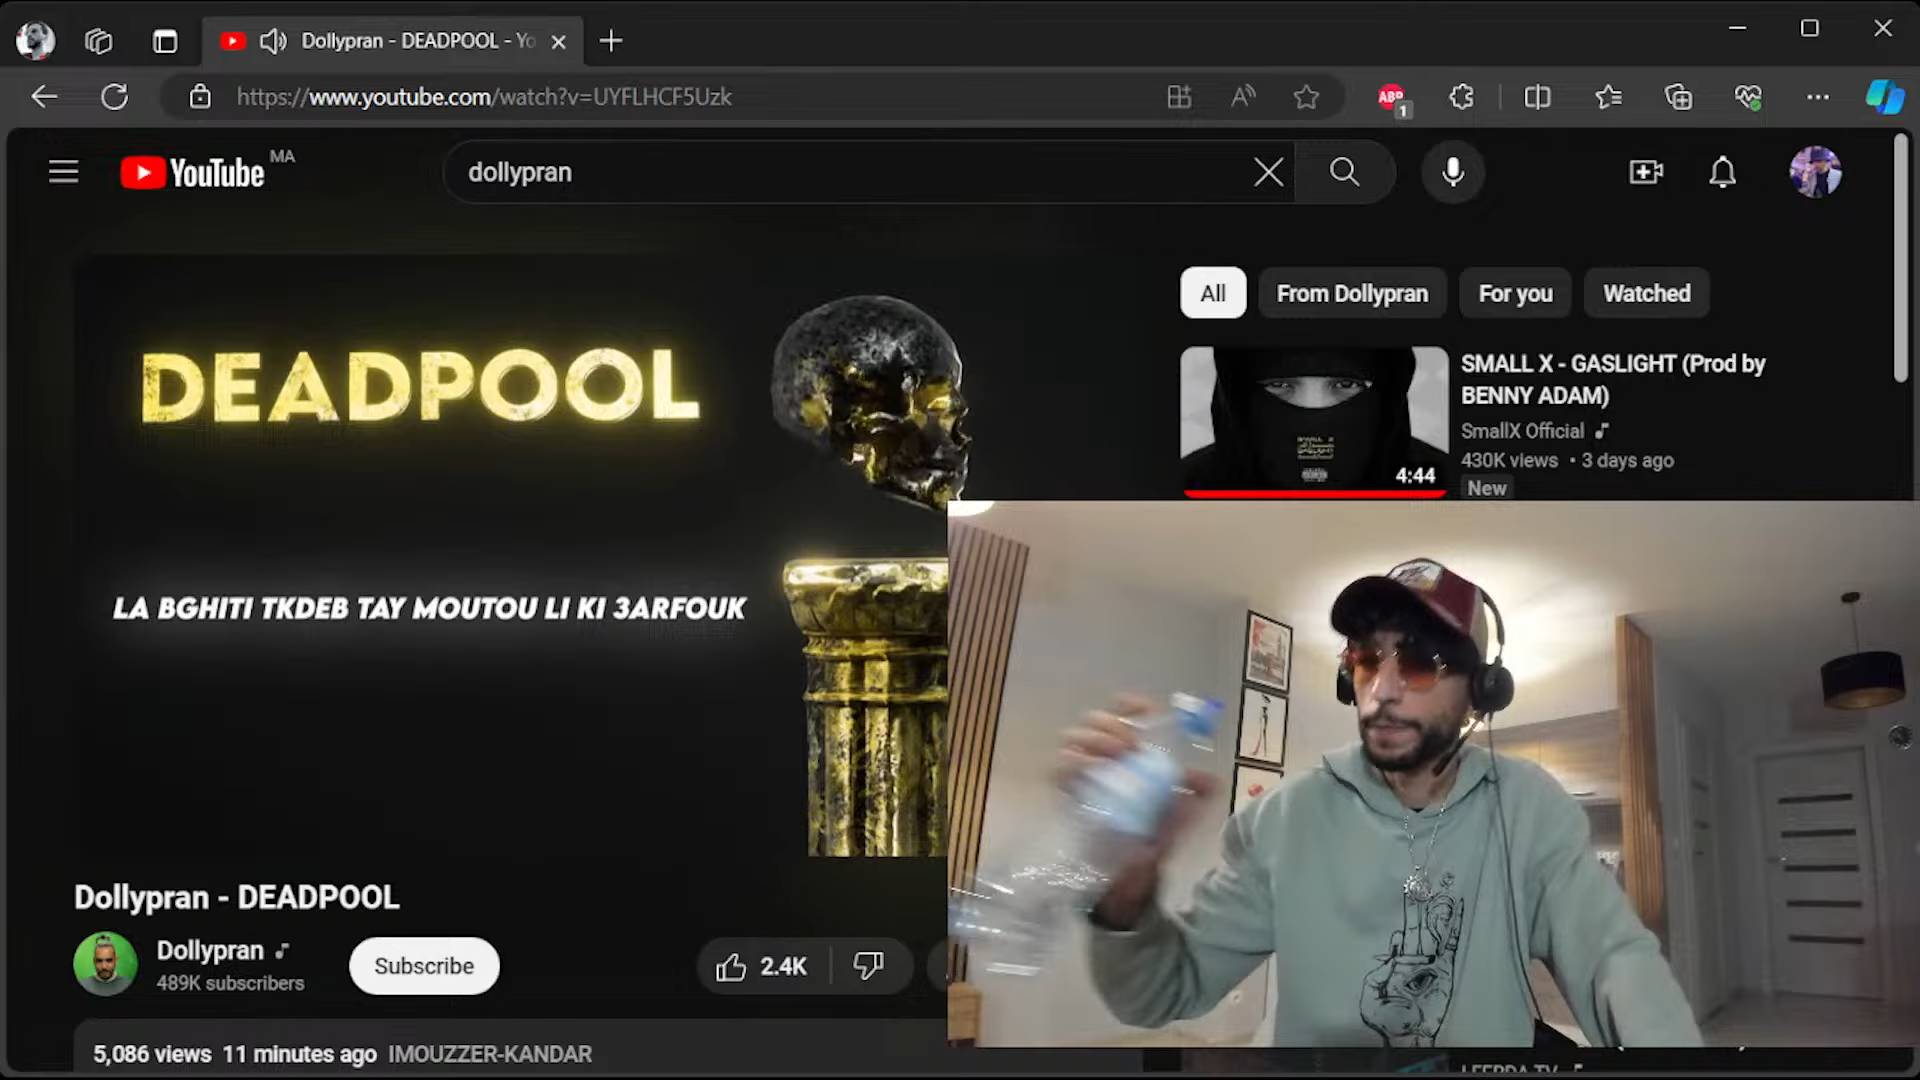 Dollypran - DEADPOOL - Yo
https://www.youtube.com/watch?v=UYFLHCF5Uzk
ABP
1
YouTube MA
dollypran
DEADPOOL
LA BGHITI TKDEB TAY MOUTOU LI KI 3ARFOUK
All
From Dollypran
For you
Watched
SMALL X - GASLIGHT (Prod by
BENNY ADAM)
SmallX Official
430K views • 3 days ago
New
4:44
Dollypran - DEADPOOL
Dollypran
489K subscribers
Subscribe
2.4K
5,086 views 11 minutes ago IMOUZZER-KANDAR